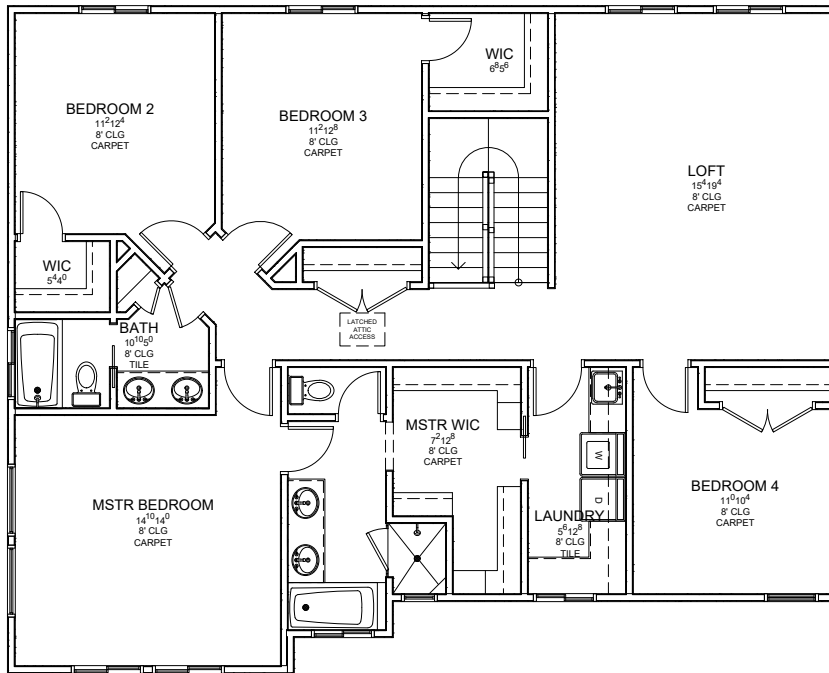 BEDROOM 2
11²12⁴
8' CLG
CARPET
BEDROOM 3
11²12⁸
8' CLG
CARPET
WIC
6⁸5⁶
LOFT
15⁴19⁴
8' CLG
CARPET
WIC
5⁴4⁰
BATH
10¹⁰5⁰
8' CLG
TILE
LATCHED
ATTIC
ACCESS
MSTR BEDROOM
14¹⁰14⁰
8' CLG
CARPET
MSTR WIC
7²12⁸
8' CLG
CARPET
W
D
LAUNDRY
5⁶12⁸
8' CLG
TILE
BEDROOM 4
11⁰10⁴
8' CLG
CARPET